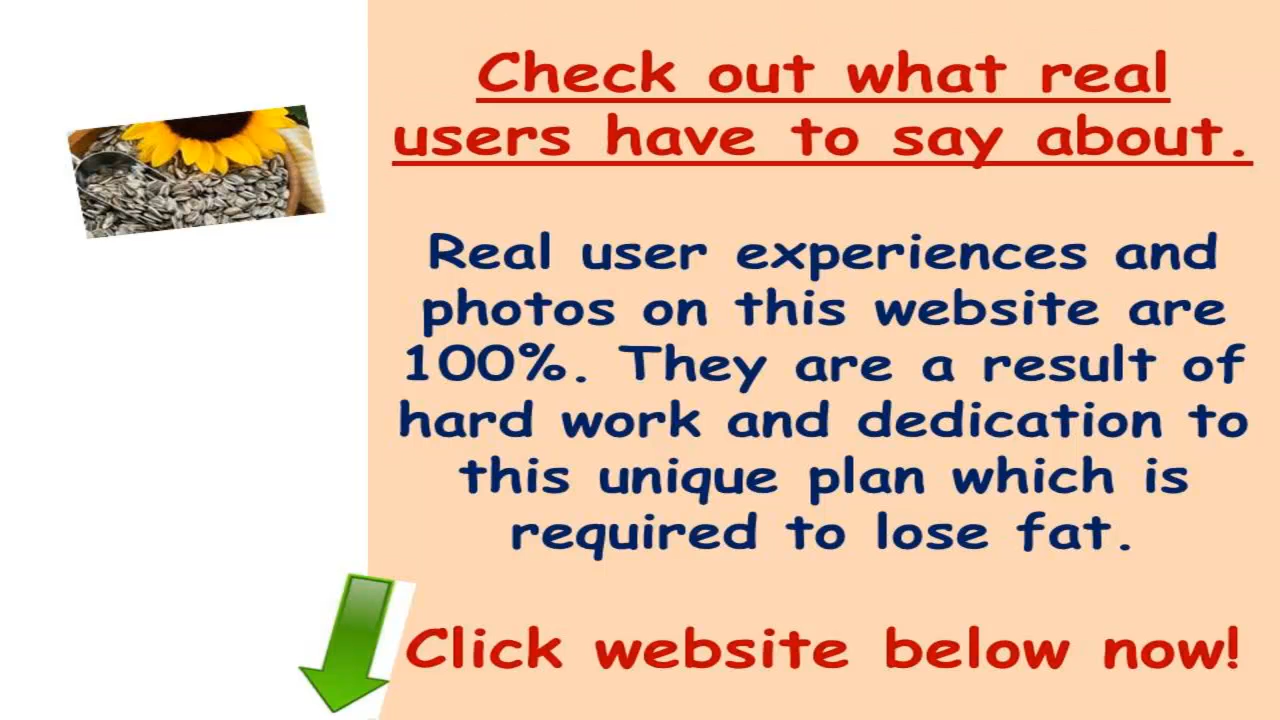 Check out what real
users have to say about.
Real user experiences and
photos on this website are
100%. They are a result of
hard work and dedication to
this unique plan which is
required to lose fat.
Click website below now!